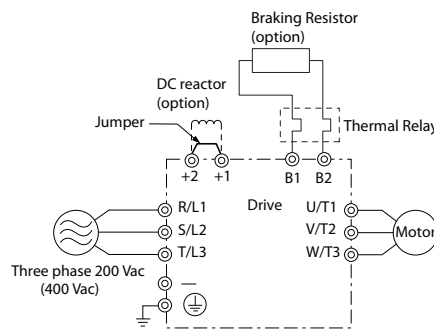 Braking Resistor
(option)
DC reactor
(option)
Jumper
Thermal Relay
+2 +1 B1 B2
R/L1 Drive U/T1
S/L2 V/T2 Motor
T/L3 W/T3
Three phase 200 Vac
(400 Vac)
–